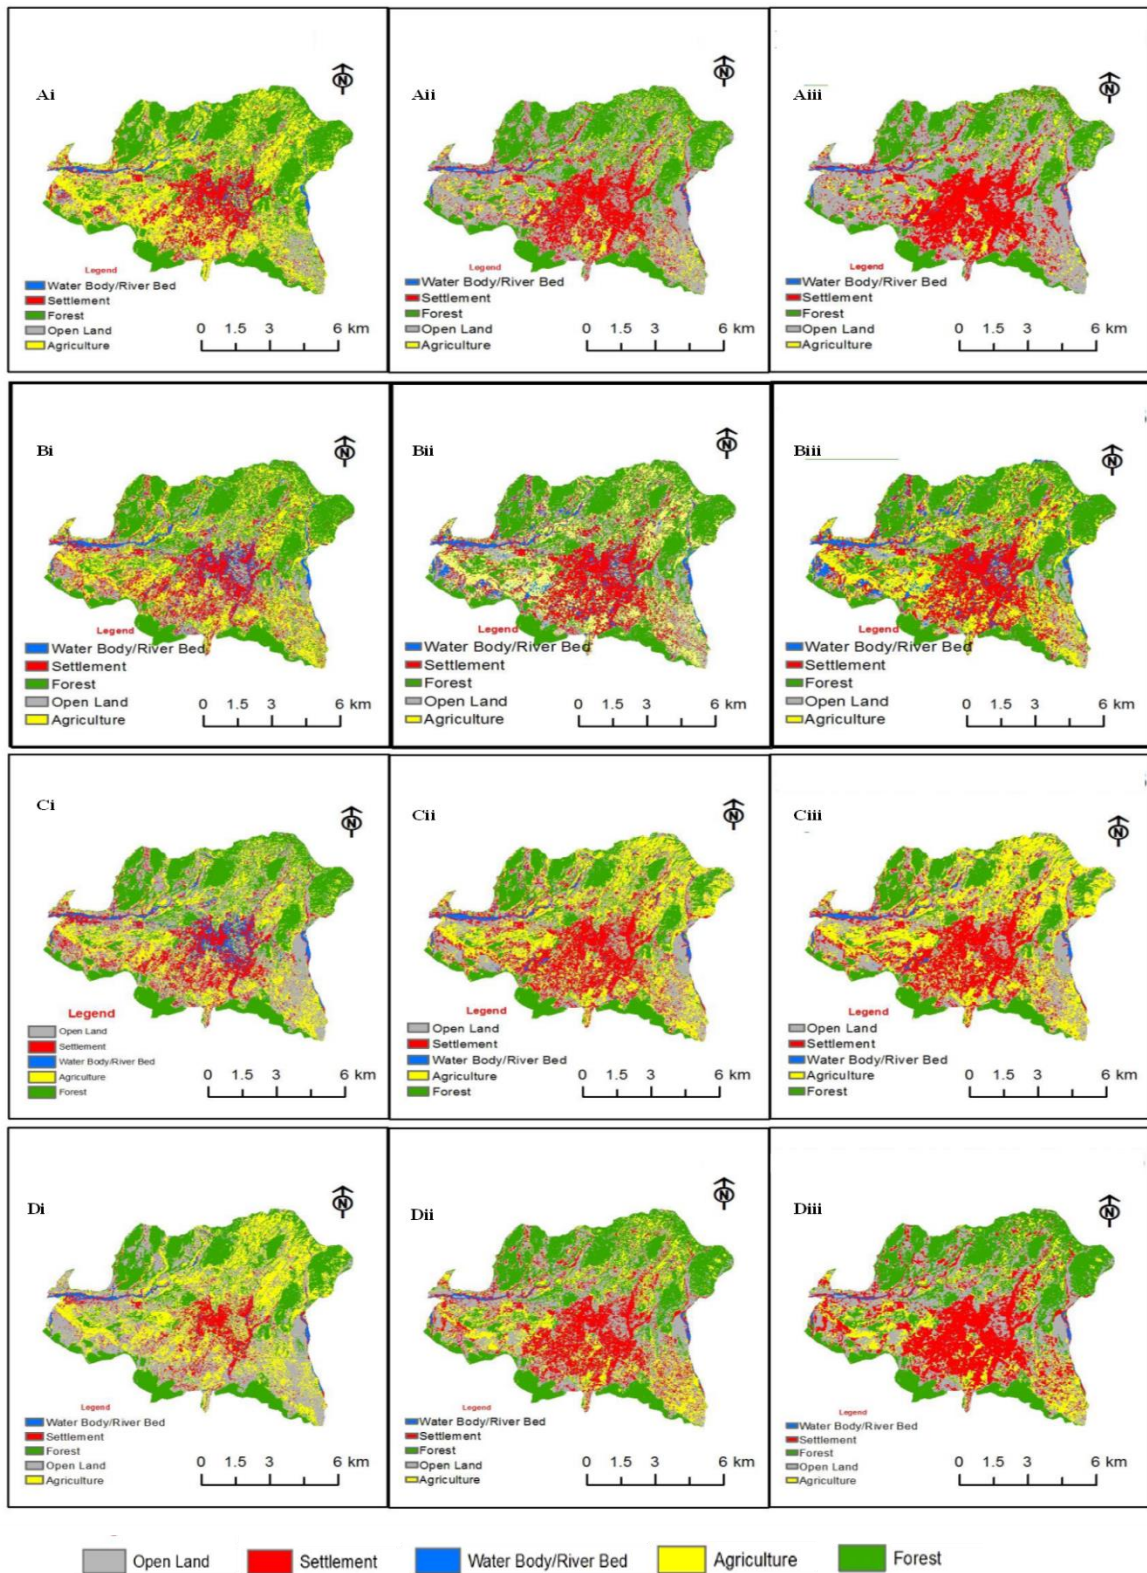 N
N
N
Ai
Aii
Aiii
Legend
Water Body/River Bed
Settlement
Forest
Open Land
Agriculture
0 1.5 3 6 km
Legend
Water Body/River Bed
Settlement
Forest
Open Land
Agriculture
0 1.5 3 6 km
Legend
Water Body/River Bed
Settlement
Forest
Open Land
Agriculture
0 1.5 3 6 km
N
N
N
Bi
Bii
Biii
Legend
Water Body/River Bed
Settlement
Forest
Open Land
Agriculture
0 1.5 3 6 km
Legend
Water Body/River Bed
Settlement
Forest
Open Land
Agriculture
0 1.5 3 6 km
Legend
Water Body/River Bed
Settlement
Forest
Open Land
Agriculture
0 1.5 3 6 km
Ci
Cii
Ciii
N
N
N
Legend
Open Land
Settlement
Water Body/River Bed
Agriculture
Forest
0 1.5 3 6 km
Legend
Open Land
Settlement
Water Body/River Bed
Agriculture
Forest
0 1.5 3 6 km
Legend
Open Land
Settlement
Water Body/River Bed
Agriculture
Forest
0 1.5 3 6 km
N
N
N
Di
Dii
Diii
Legend
Water Body/River Bed
Settlement
Forest
Open Land
Agriculture
0 1.5 3 6 km
Legend
Water Body/River Bed
Settlement
Forest
Open Land
Agriculture
0 1.5 3 6 km
Legend
Water Body/River Bed
Settlement
Forest
Open Land
Agriculture
0 1.5 3 6 km
Open Land Settlement Water Body/River Bed Agriculture Forest